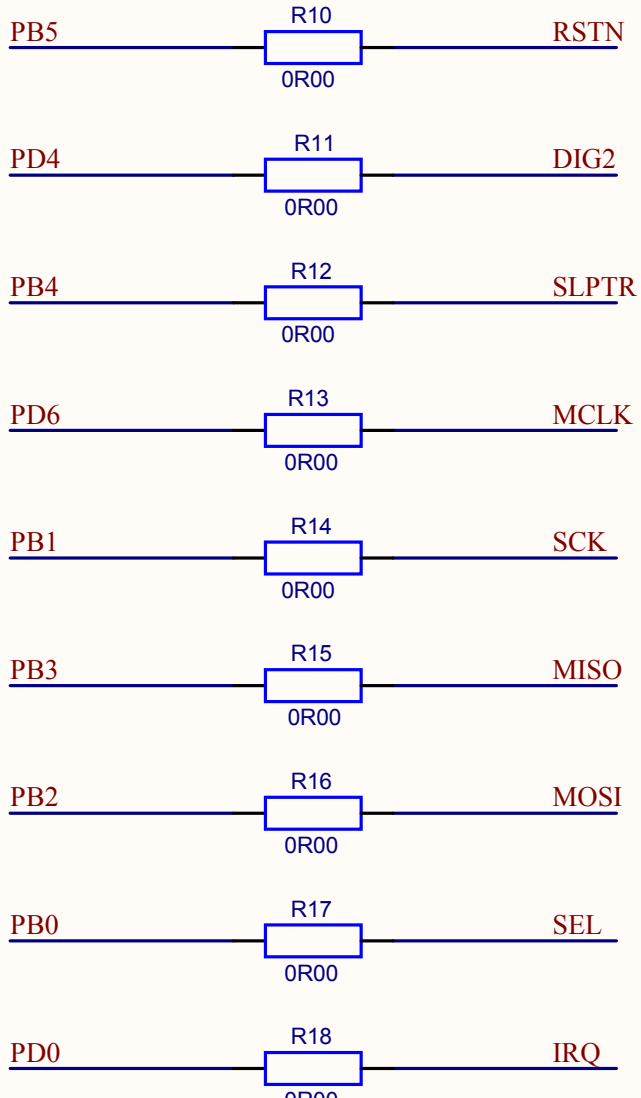 R10
PB5 RSTN
0R00
R11
PD4 DIG2
0R00
R12
PB4 SLPTR
0R00
R13
PD6 MCLK
0R00
R14
PB1 SCK
0R00
R15
PB3 MISO
0R00
R16
PB2 MOSI
0R00
R17
PB0 SEL
0R00
R18
PD0 IRQ
0R00